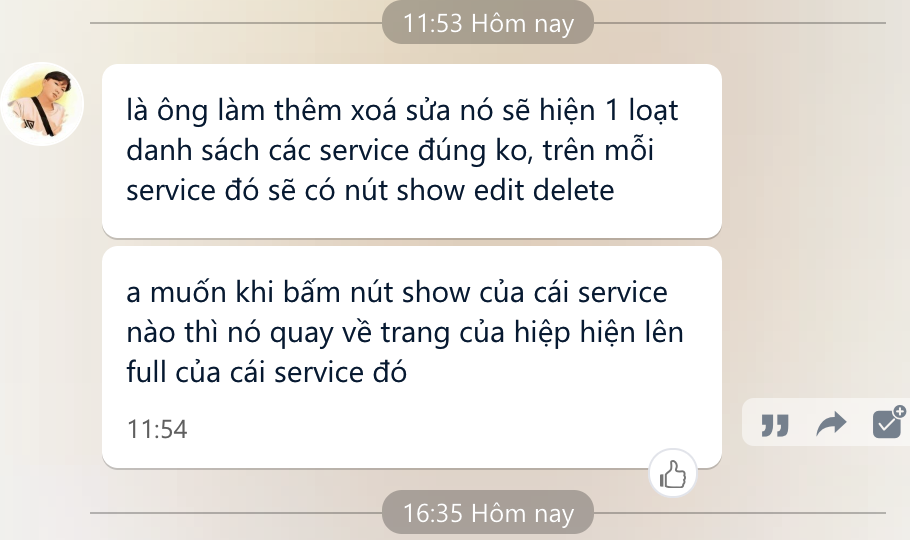 11:53 Hôm nay
là ông làm thêm xoá sửa nó sẽ hiện 1 loạt
danh sách các service đúng ko, trên mỗi
service đó sẽ có nút show edit delete
a muốn khi bấm nút show của cái service
nào thì nó quay về trang của hiệp hiện lên
full của cái service đó
11:54
16:35 Hôm nay